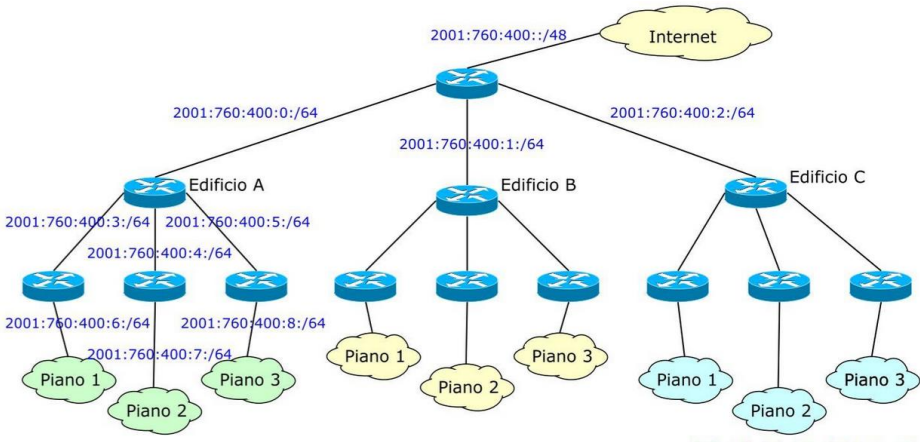 2001:760:400::/48
Internet
2001:760:400:0:/64
2001:760:400:2:/64
2001:760:400:1:/64
Edificio A
Edificio B
Edificio C
2001:760:400:3:/64
2001:760:400:5:/64
2001:760:400:4:/64
2001:760:400:6:/64
2001:760:400:8:/64
2001:760:400:7:/64
Piano 1
Piano 2
Piano 3
Piano 1
Piano 2
Piano 3
Piano 1
Piano 2
Piano 3